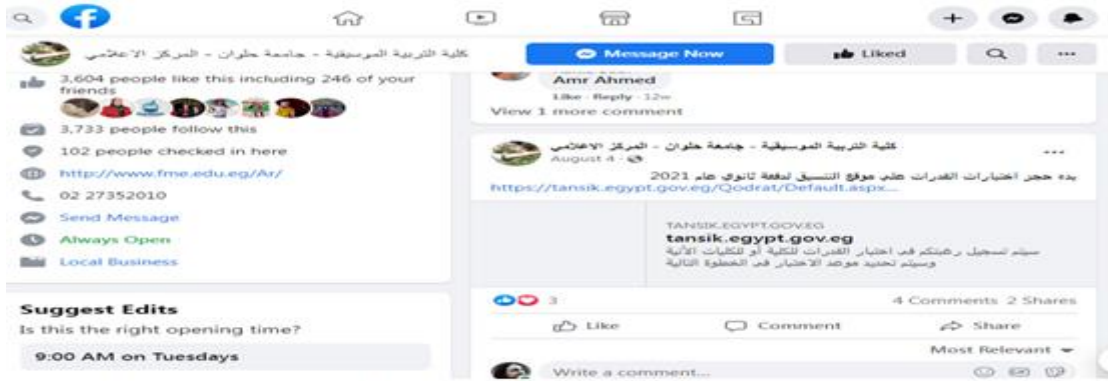 كلية التربية الموسيقية - جامعة حلوان - المركز الاعلامي
Message Now
Liked
3,604 people like this including 246 of your
friends
3,733 people follow this
102 people checked in here
http://www.fme.edu.eg/Ar/
02 27352010
Send Message
Always Open
Local Business
Suggest Edits
Is this the right opening time?
9:00 AM on Tuesdays
Amr Ahmed
Like · Reply · 12w
View 1 more comment
كلية التربية الموسيقية - جامعة حلوان - المركز الاعلامي
August 4
بدء حجز اختبارات القدرات علي موقع التنسيق لدفعة ثانوي عام 2021
https://tansik.egypt.gov.eg/Qodrat/Default.aspx...
TANSIK.EGYPT.GOV.EG
tansik.egypt.gov.eg
سيتم تسجيل رغبتكم فى اختبار القدرات للكلية أو للكليات الآتية
وسيتم تحديد موعد الاختبار فى الخطوة التالية
3
4 Comments 2 Shares
Like
Comment
Share
Most Relevant
Write a comment...